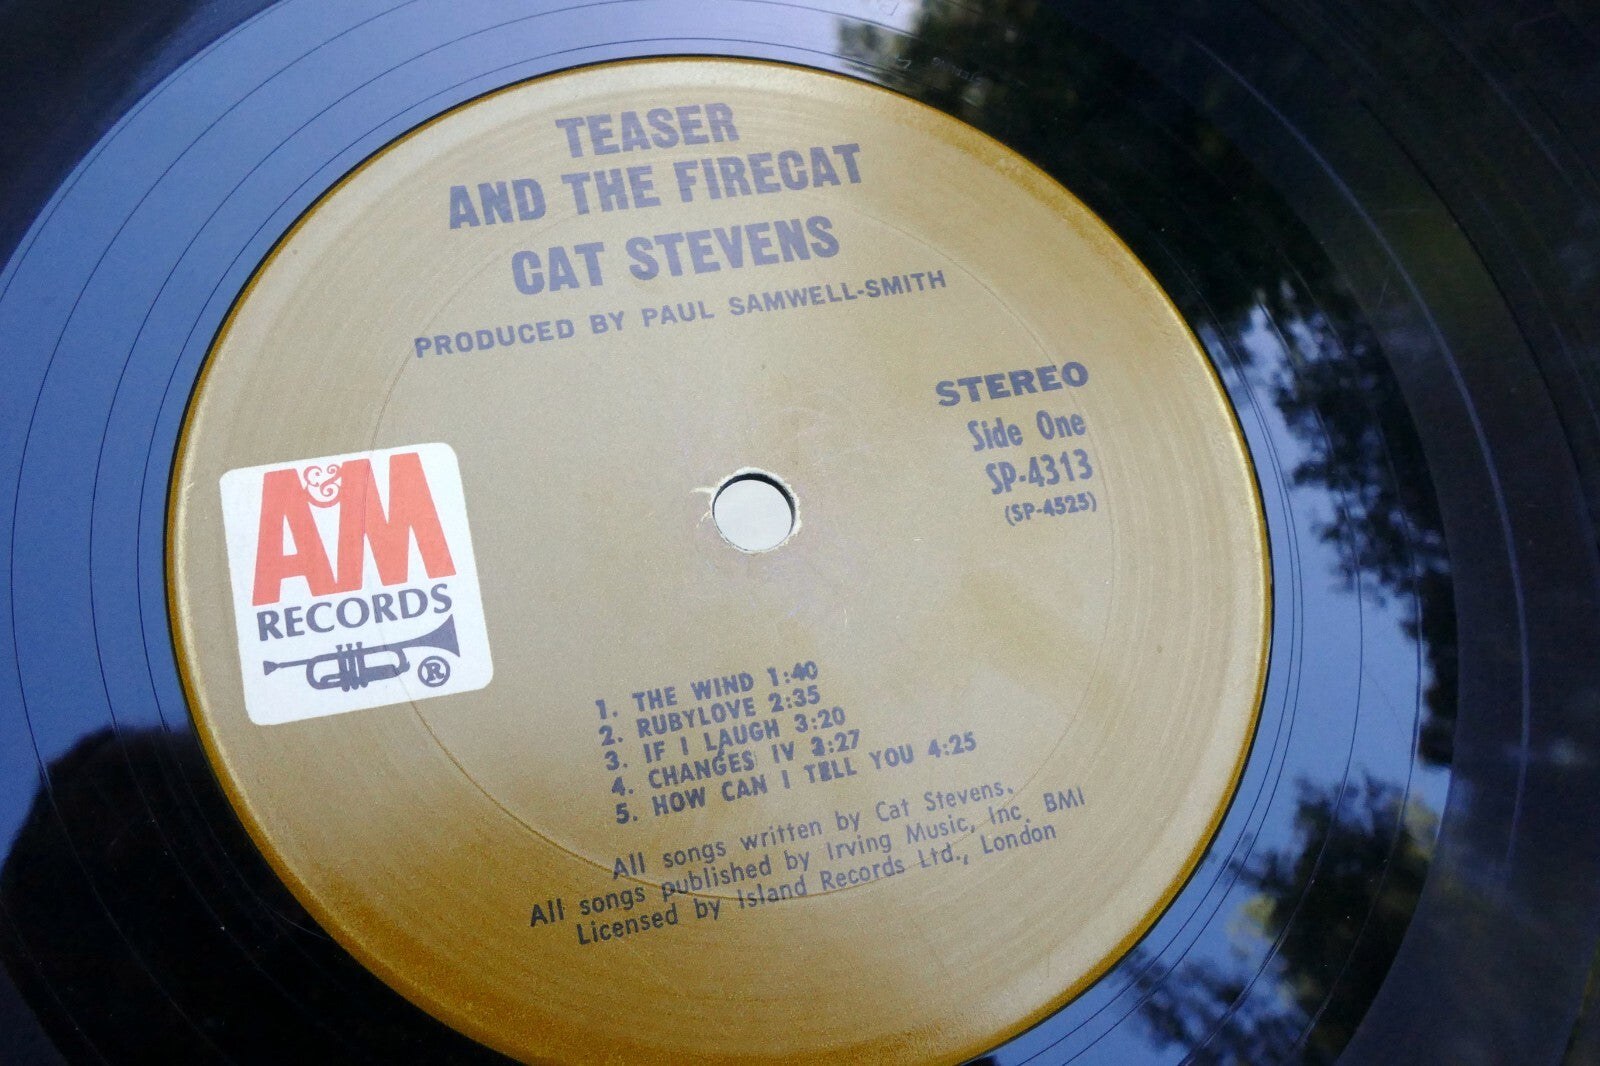 TEASER
AND THE FIRECAT
CAT STEVENS
PRODUCED BY PAUL SAMWELL-SMITH
STEREO
Side One
SP-4313
(SP-4525)
A&M
RECORDS
®
1. THE WIND 1:40
2. RUBYLOVE 2:35
3. IF I LAUGH 3:20
4. CHANGES IV 3:27
5. HOW CAN I TELL YOU 4:25
All songs written by Cat Stevens.
All songs published by Irving Music, Inc. BMI
Licensed by Island Records Ltd., London